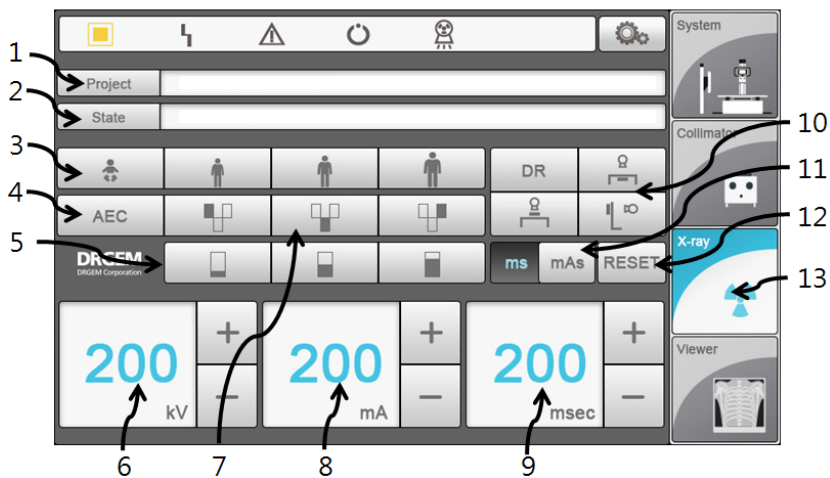 System
1
Project
2
State
Collimator
10
3
DR
11
4
AEC
12
5
DRGEM
DRGEM Corporation
ms
mAs
RESET
X-ray
13
200
kV
+
−
200
mA
+
−
200
msec
+
−
Viewer
6
7
8
9